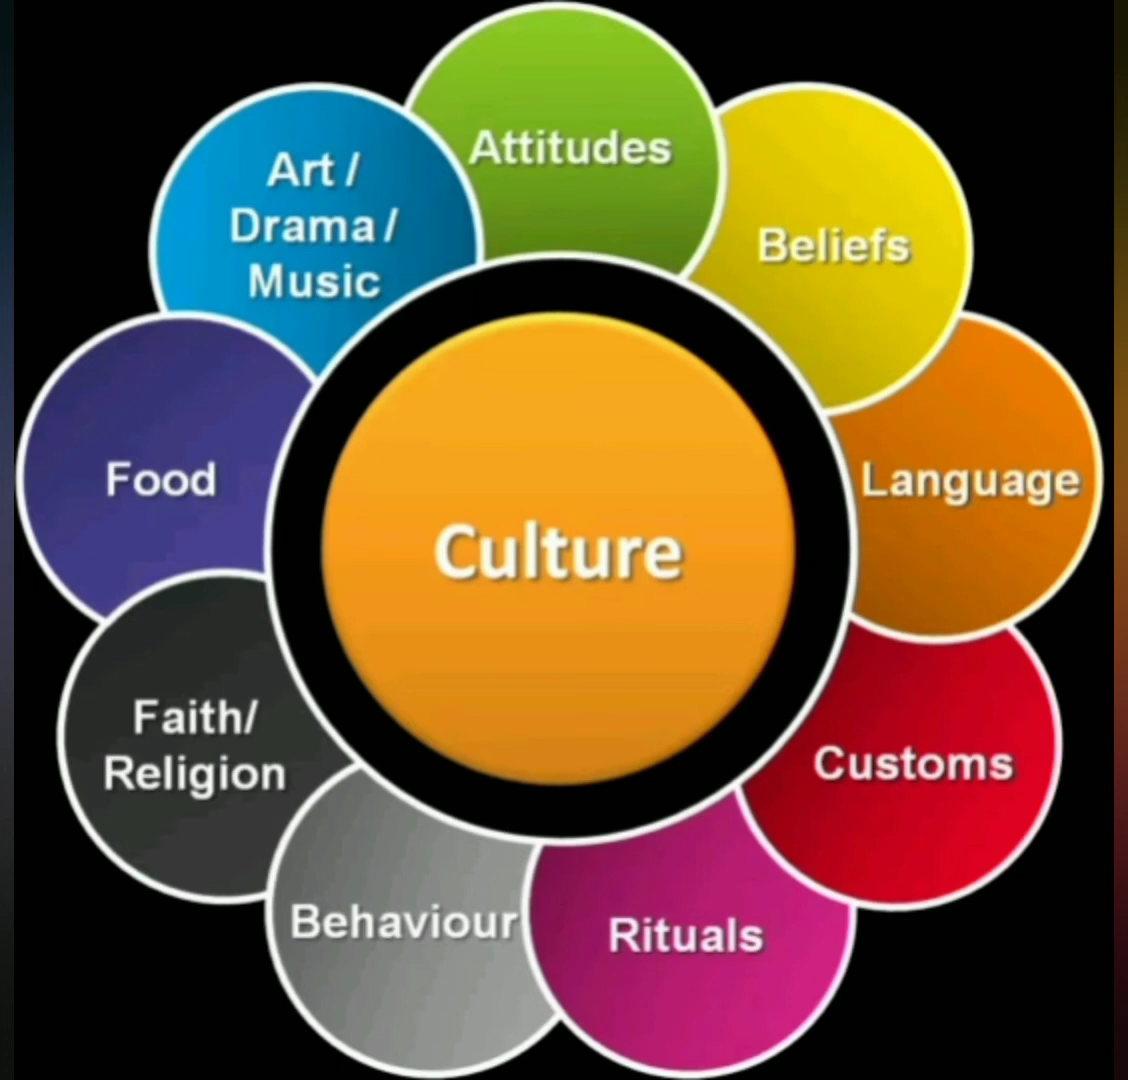 Attitudes
Beliefs
Language
Customs
Rituals
Behaviour
Faith/
Religion
Food
Art /
Drama /
Music
Culture